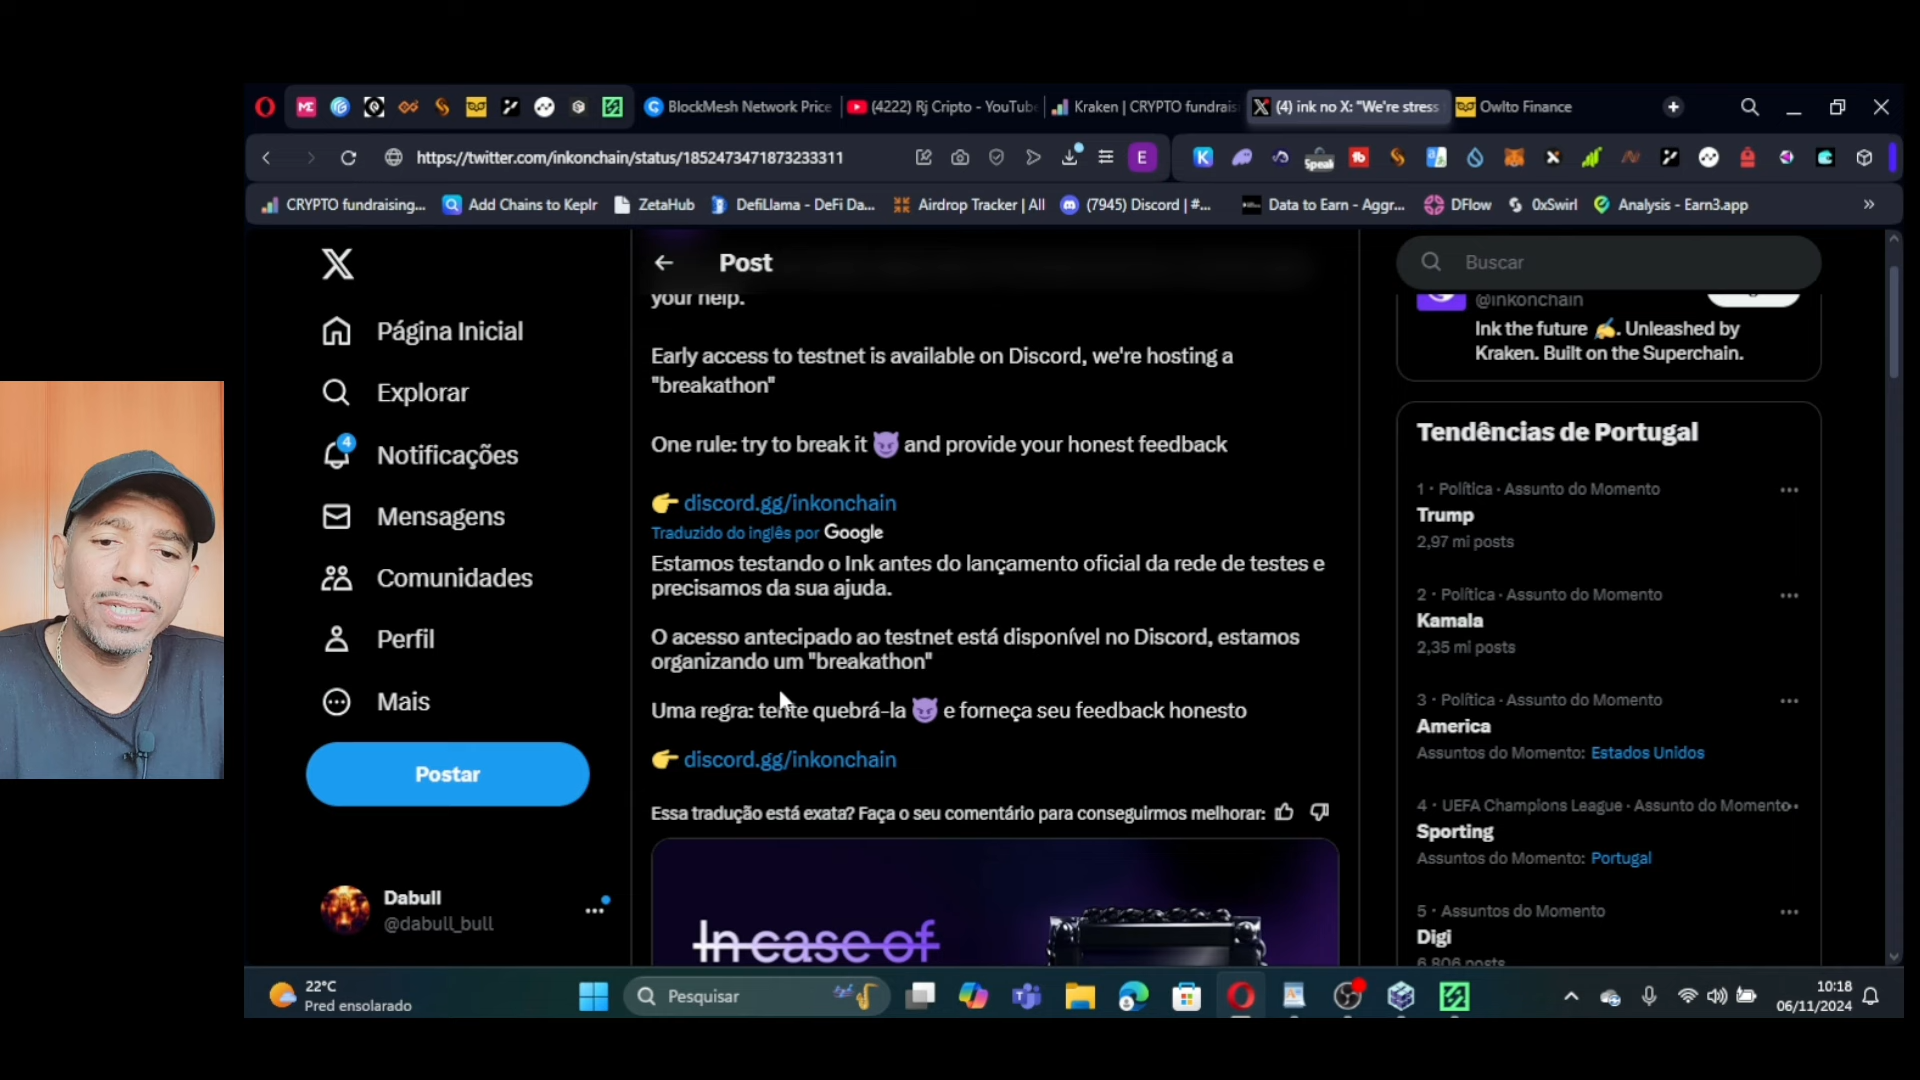 BlockMesh Network Price
(4222) Rj Cripto - YouTube
Kraken | CRYPTO fundrais
(4) ink no X: "We're stress
Owlto Finance
https://twitter.com/inkonchain/status/1852473471873233311
E
Speak
CRYPTO fundraising...
Add Chains to Keplr
ZetaHub
DefiLlama - DeFi Da...
Airdrop Tracker | All
(7945) Discord | #...
Data to Earn - Aggr...
DFlow
0xSwirl
Analysis - Earn3.app
»
Página Inicial
Explorar
4
Notificações
Mensagens
Comunidades
Perfil
Mais
Postar
Dabull
@dabull_bull
Post
your help.
Early access to testnet is available on Discord, we're hosting a
"breakathon"
One rule: try to break it 😈 and provide your honest feedback
👉 discord.gg/inkonchain
Traduzido do inglês por Google
Estamos testando o Ink antes do lançamento oficial da rede de testes e
precisamos da sua ajuda.
O acesso antecipado ao testnet está disponível no Discord, estamos
organizando um "breakathon"
Uma regra: tente quebrá-la 😈 e forneça seu feedback honesto
👉 discord.gg/inkonchain
Essa tradução está exata? Faça o seu comentário para conseguirmos melhorar:
In case of
Buscar
@inkonchain
Ink the future ✍️. Unleashed by
Kraken. Built on the Superchain.
Tendências de Portugal
1 · Política · Assunto do Momento
Trump
2,97 mi posts
2 · Política · Assunto do Momento
Kamala
2,35 mi posts
3 · Política · Assunto do Momento
America
Assuntos do Momento: Estados Unidos
4 · UEFA Champions League · Assunto do Momento
Sporting
Assuntos do Momento: Portugal
5 · Assuntos do Momento
Digi
6.806 posts
22°C
Pred ensolarado
Pesquisar
10:18
06/11/2024